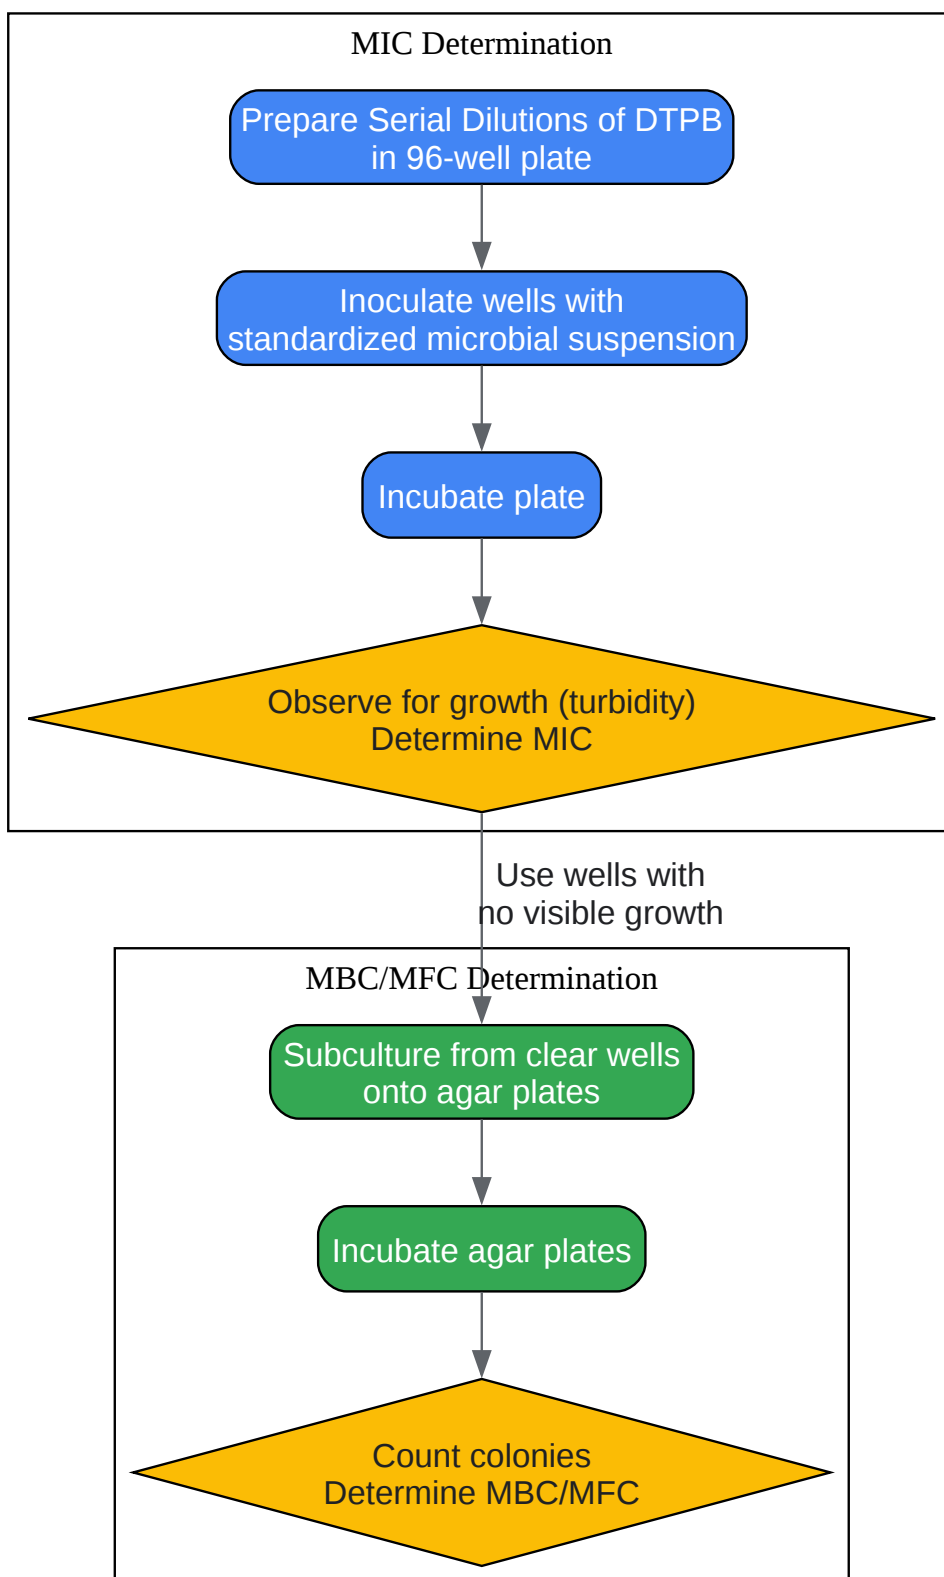 MIC Determination
Prepare Serial Dilutions of DTPB
in 96-well plate
Inoculate wells with
standardized microbial suspension
Incubate plate
Observe for growth (turbidity)
Determine MIC
Use wells with
no visible growth
MBC/MFC Determination
Subculture from clear wells
onto agar plates
Incubate agar plates
Count colonies
Determine MBC/MFC